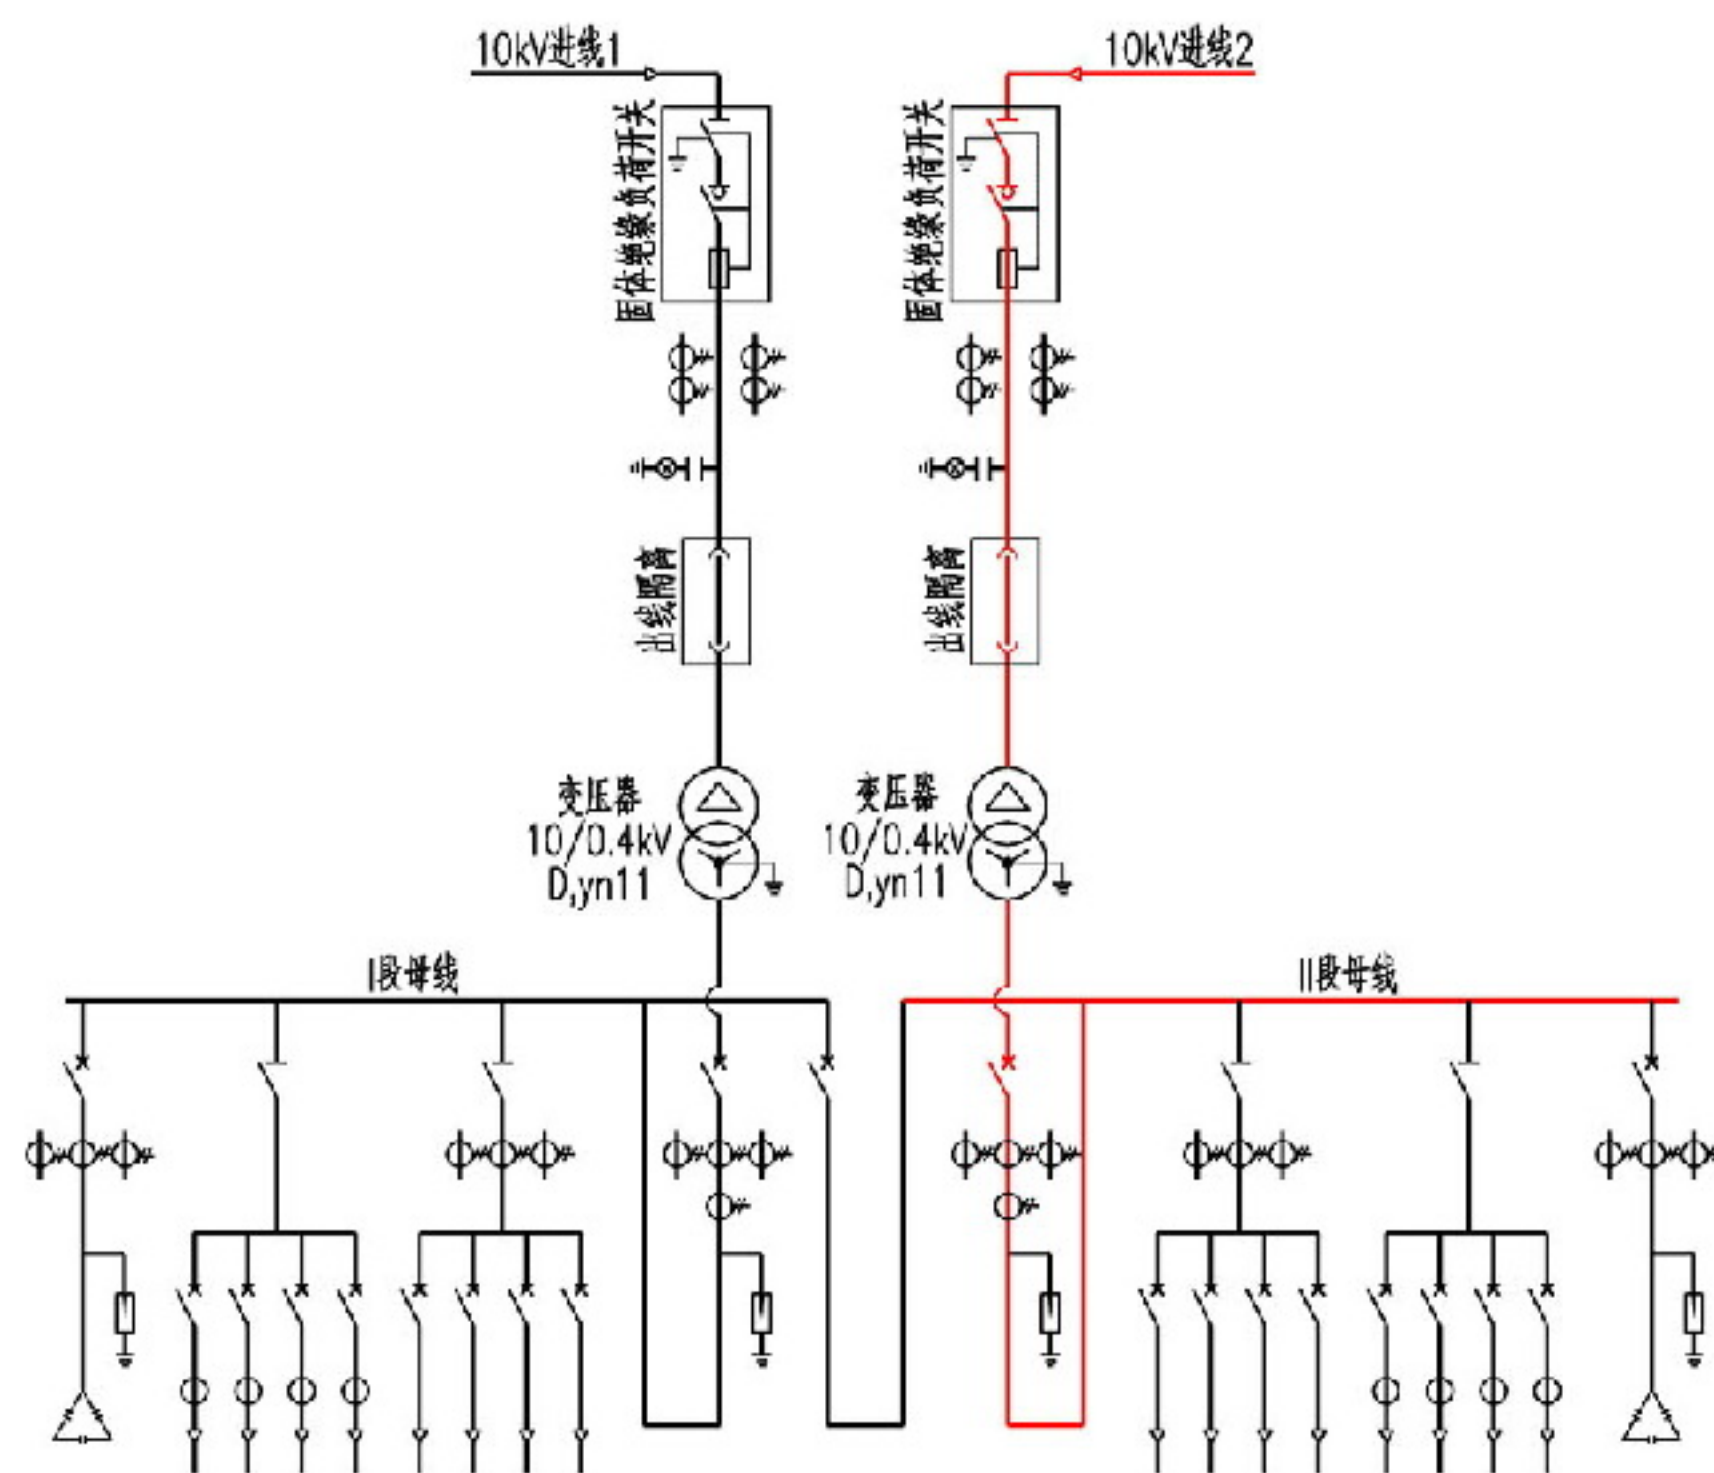 10kV进线1
10kV进线2
固体绝缘负荷开关
固体绝缘负荷开关
出线隔离
出线隔离
变压器
10/0.4kV
D,yn11
变压器
10/0.4kV
D,yn11
I段母线
II段母线